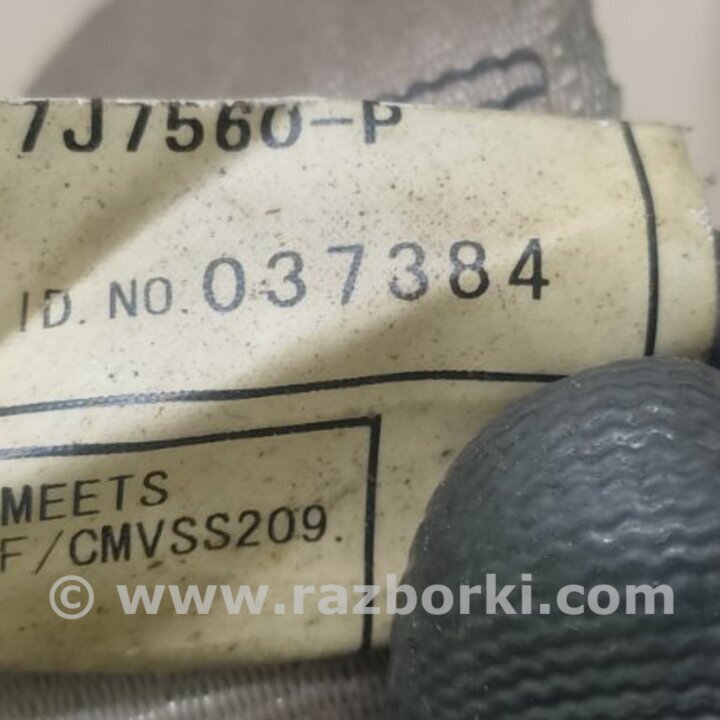 7J7560-P
ID. NO. 037384
MEETS
F/CMVSS209.
© www.razborki.com